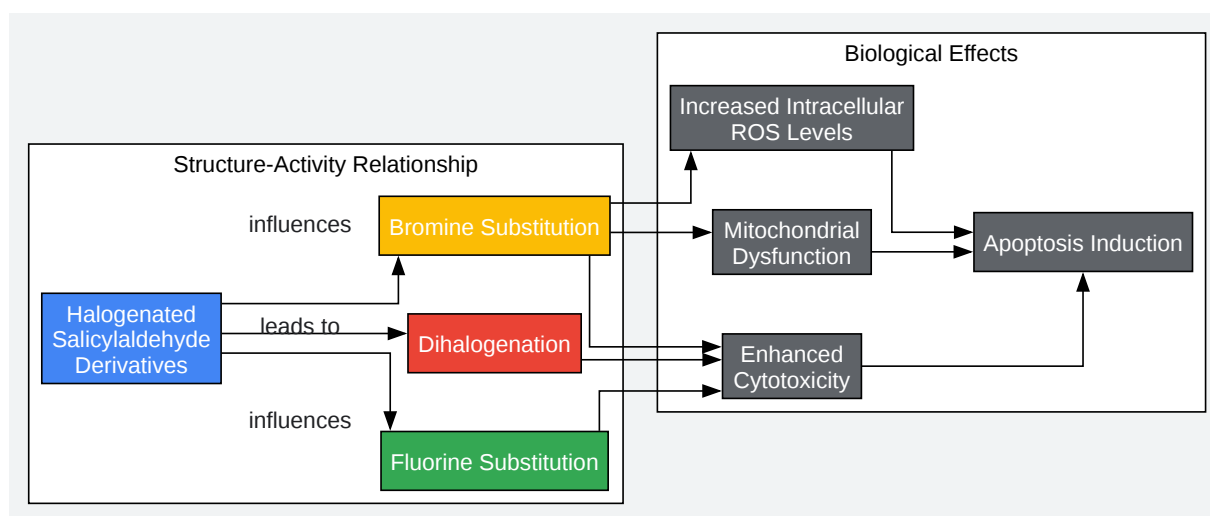 Structure-Activity Relationship
influences
Bromine Substitution
Halogenated
Salicylaldehyde
Derivatives
leads to
Dihalogenation
influences
Fluorine Substitution
Biological Effects
Increased Intracellular
ROS Levels
Mitochondrial
Dysfunction
Apoptosis Induction
Enhanced
Cytotoxicity